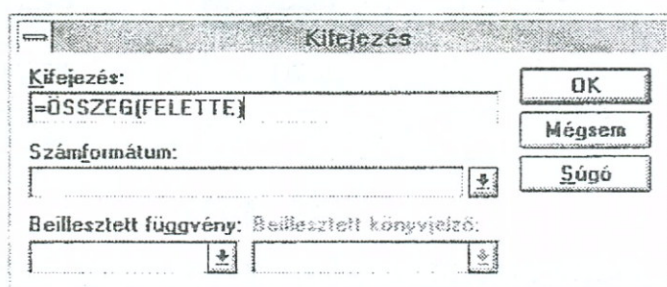 Kifejezés
Kifejezés:
=ÖSSZEG(FELETTE)
OK
Mégsem
Számformátum:
Súgó
Beillesztett függvény: Beillesztett könyvjelző: